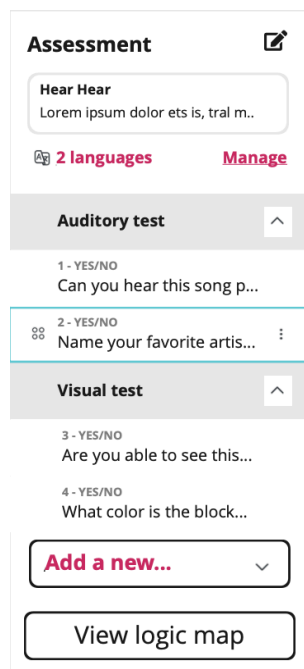 Assessment
Hear Hear
Lorem ipsum dolor ets is, tral m..
2 languages Manage
Auditory test
1 - YES/NO
Can you hear this song p...
2 - YES/NO
Name your favorite artis...
Visual test
3 - YES/NO
Are you able to see this...
4 - YES/NO
What color is the block...
Add a new...
View logic map